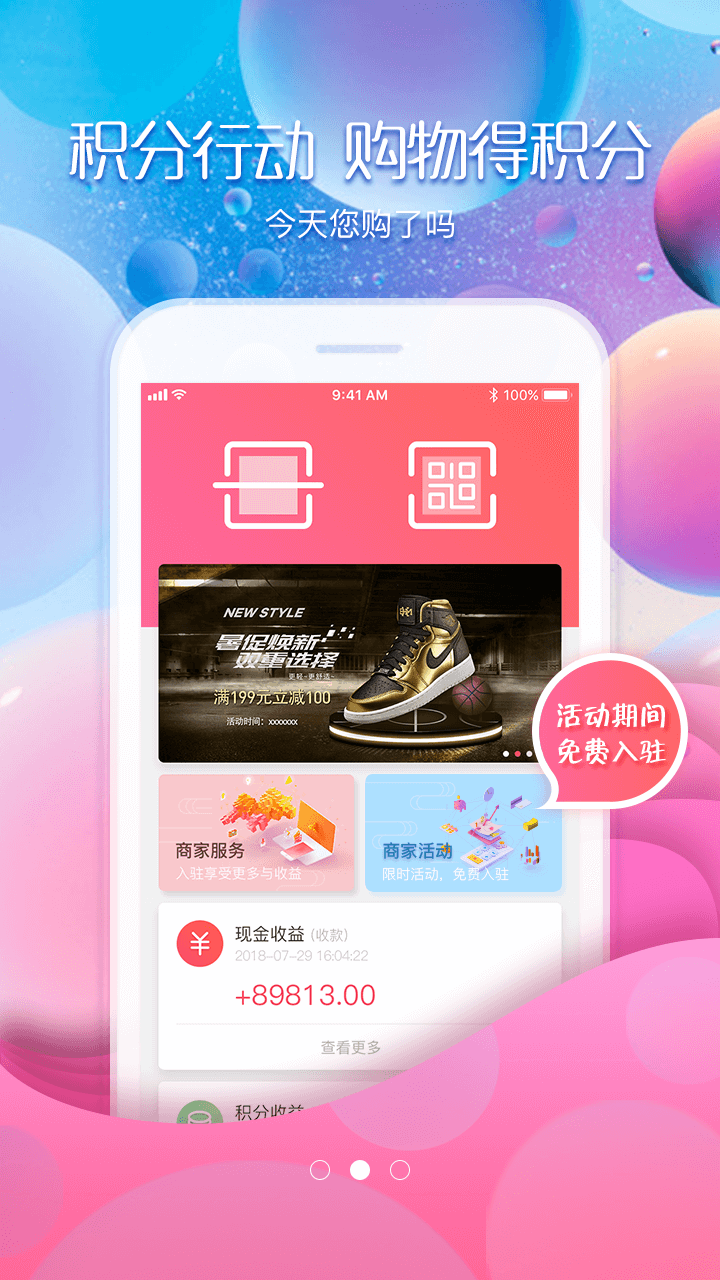 积分行动 购物得积分
今天您购了吗
9:41 AM
100%
NEW STYLE
暑促焕新
双重选择
更轻·更舒适·
满199元立减100
活动时间：xxxxxxx
活动期间
免费入驻
商家服务
入驻享受更多与收益
商家活动
限时活动，免费入驻
现金收益 (收款)
2018-07-29 16:04:22
+89813.00
查看更多
积分收益